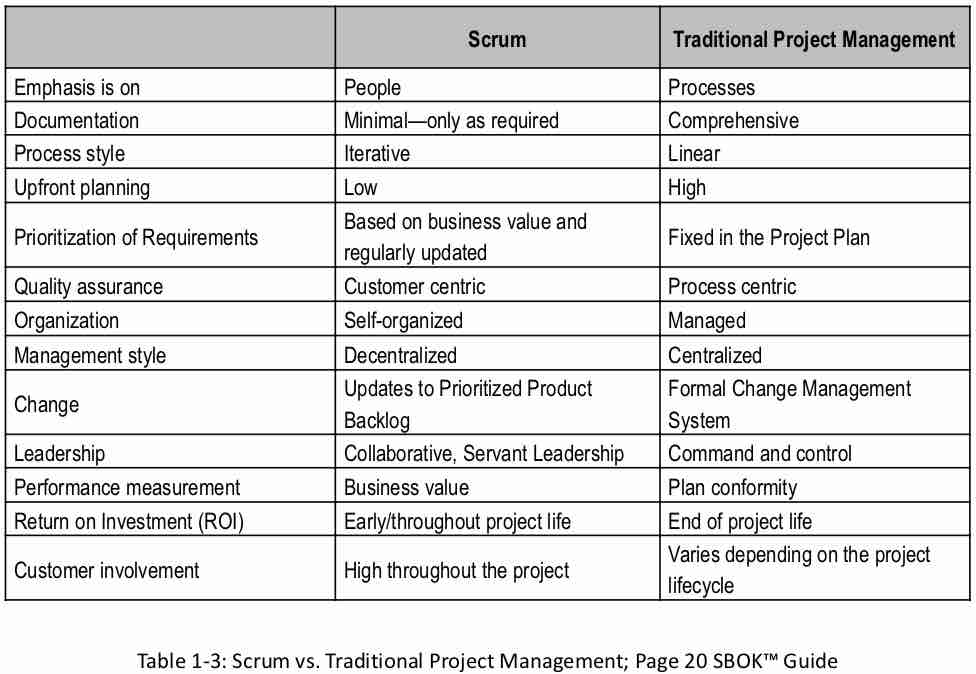 Scrum Traditional Project Management
Emphasis is on People Processes
Documentation Minimal—only as required Comprehensive
Process style Iterative Linear
Upfront planning Low High
Prioritization of Requirements Based on business value and
regularly updated Fixed in the Project Plan
Quality assurance Customer centric Process centric
Organization Self-organized Managed
Management style Decentralized Centralized
Change Updates to Prioritized Product
Backlog Formal Change Management
System
Leadership Collaborative, Servant Leadership Command and control
Performance measurement Business value Plan conformity
Return on Investment (ROI) Early/throughout project life End of project life
Customer involvement High throughout the project Varies depending on the project
lifecycle
Table 1-3: Scrum vs. Traditional Project Management; Page 20 SBOK™ Guide